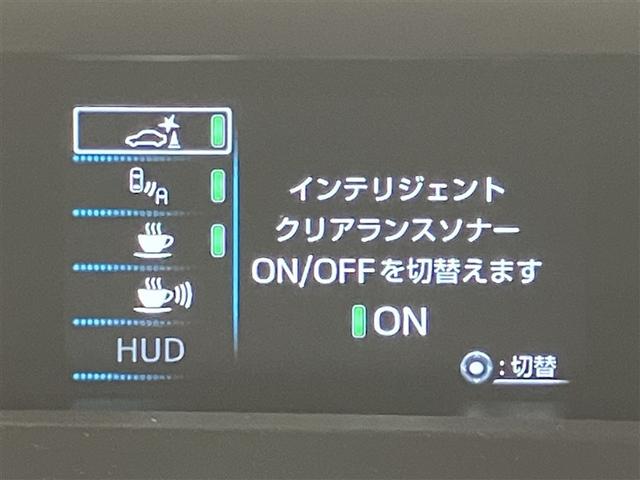 インテリジェント
クリアランスソナー
ON/OFFを切替えます
ON
HUD
:切替